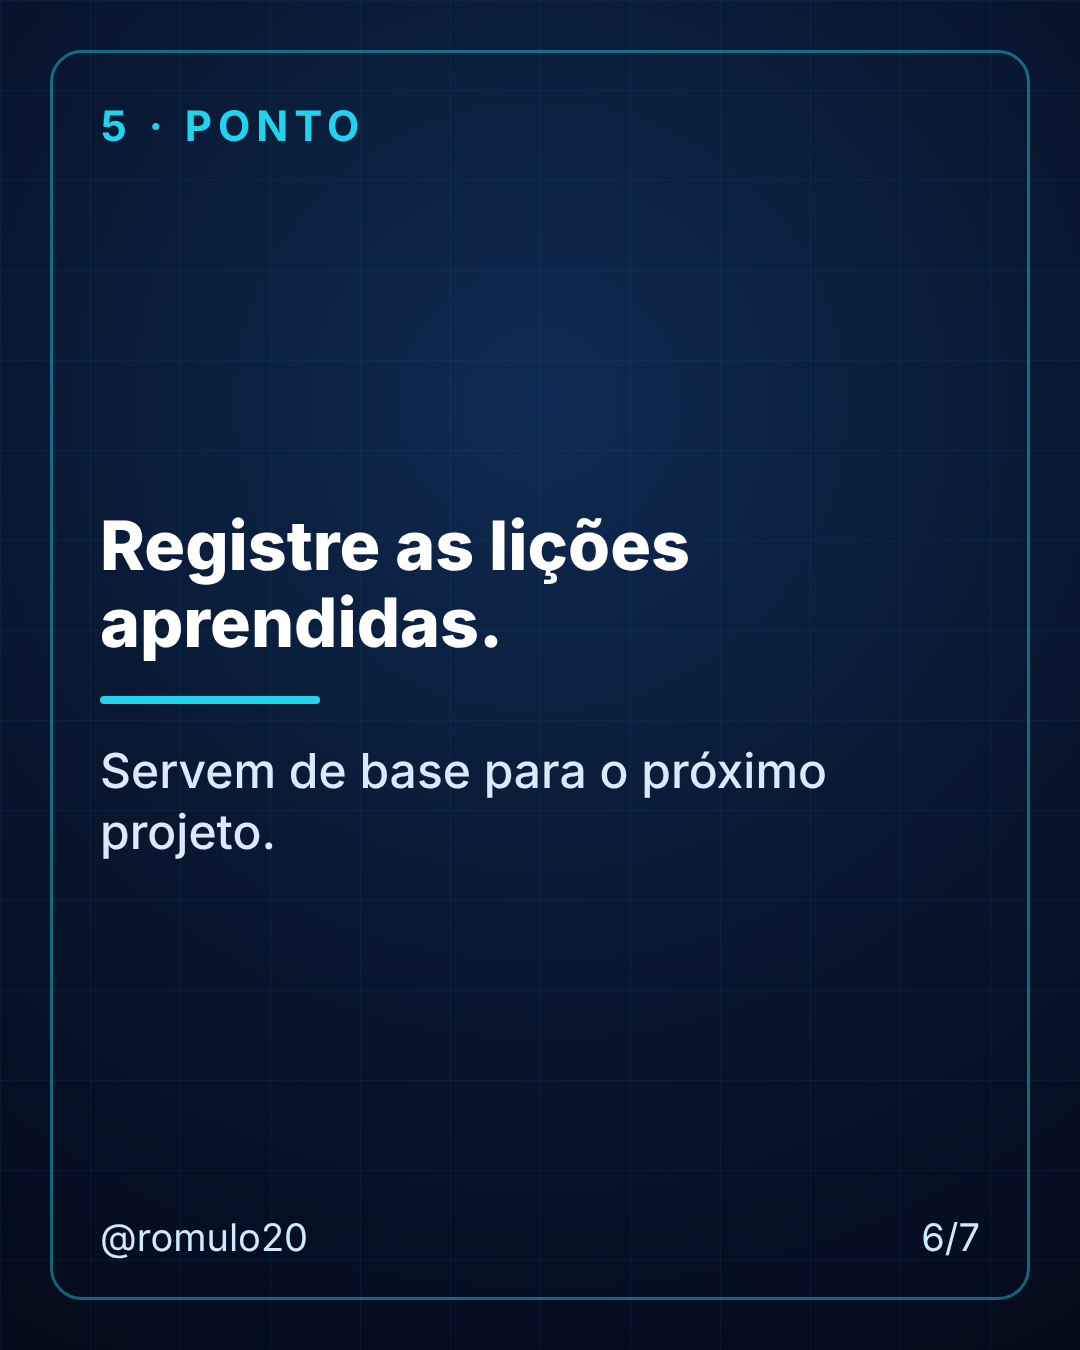 5 · PONTO
Registre as lições
aprendidas.
Servem de base para o próximo
projeto.
@romulo20
6/7